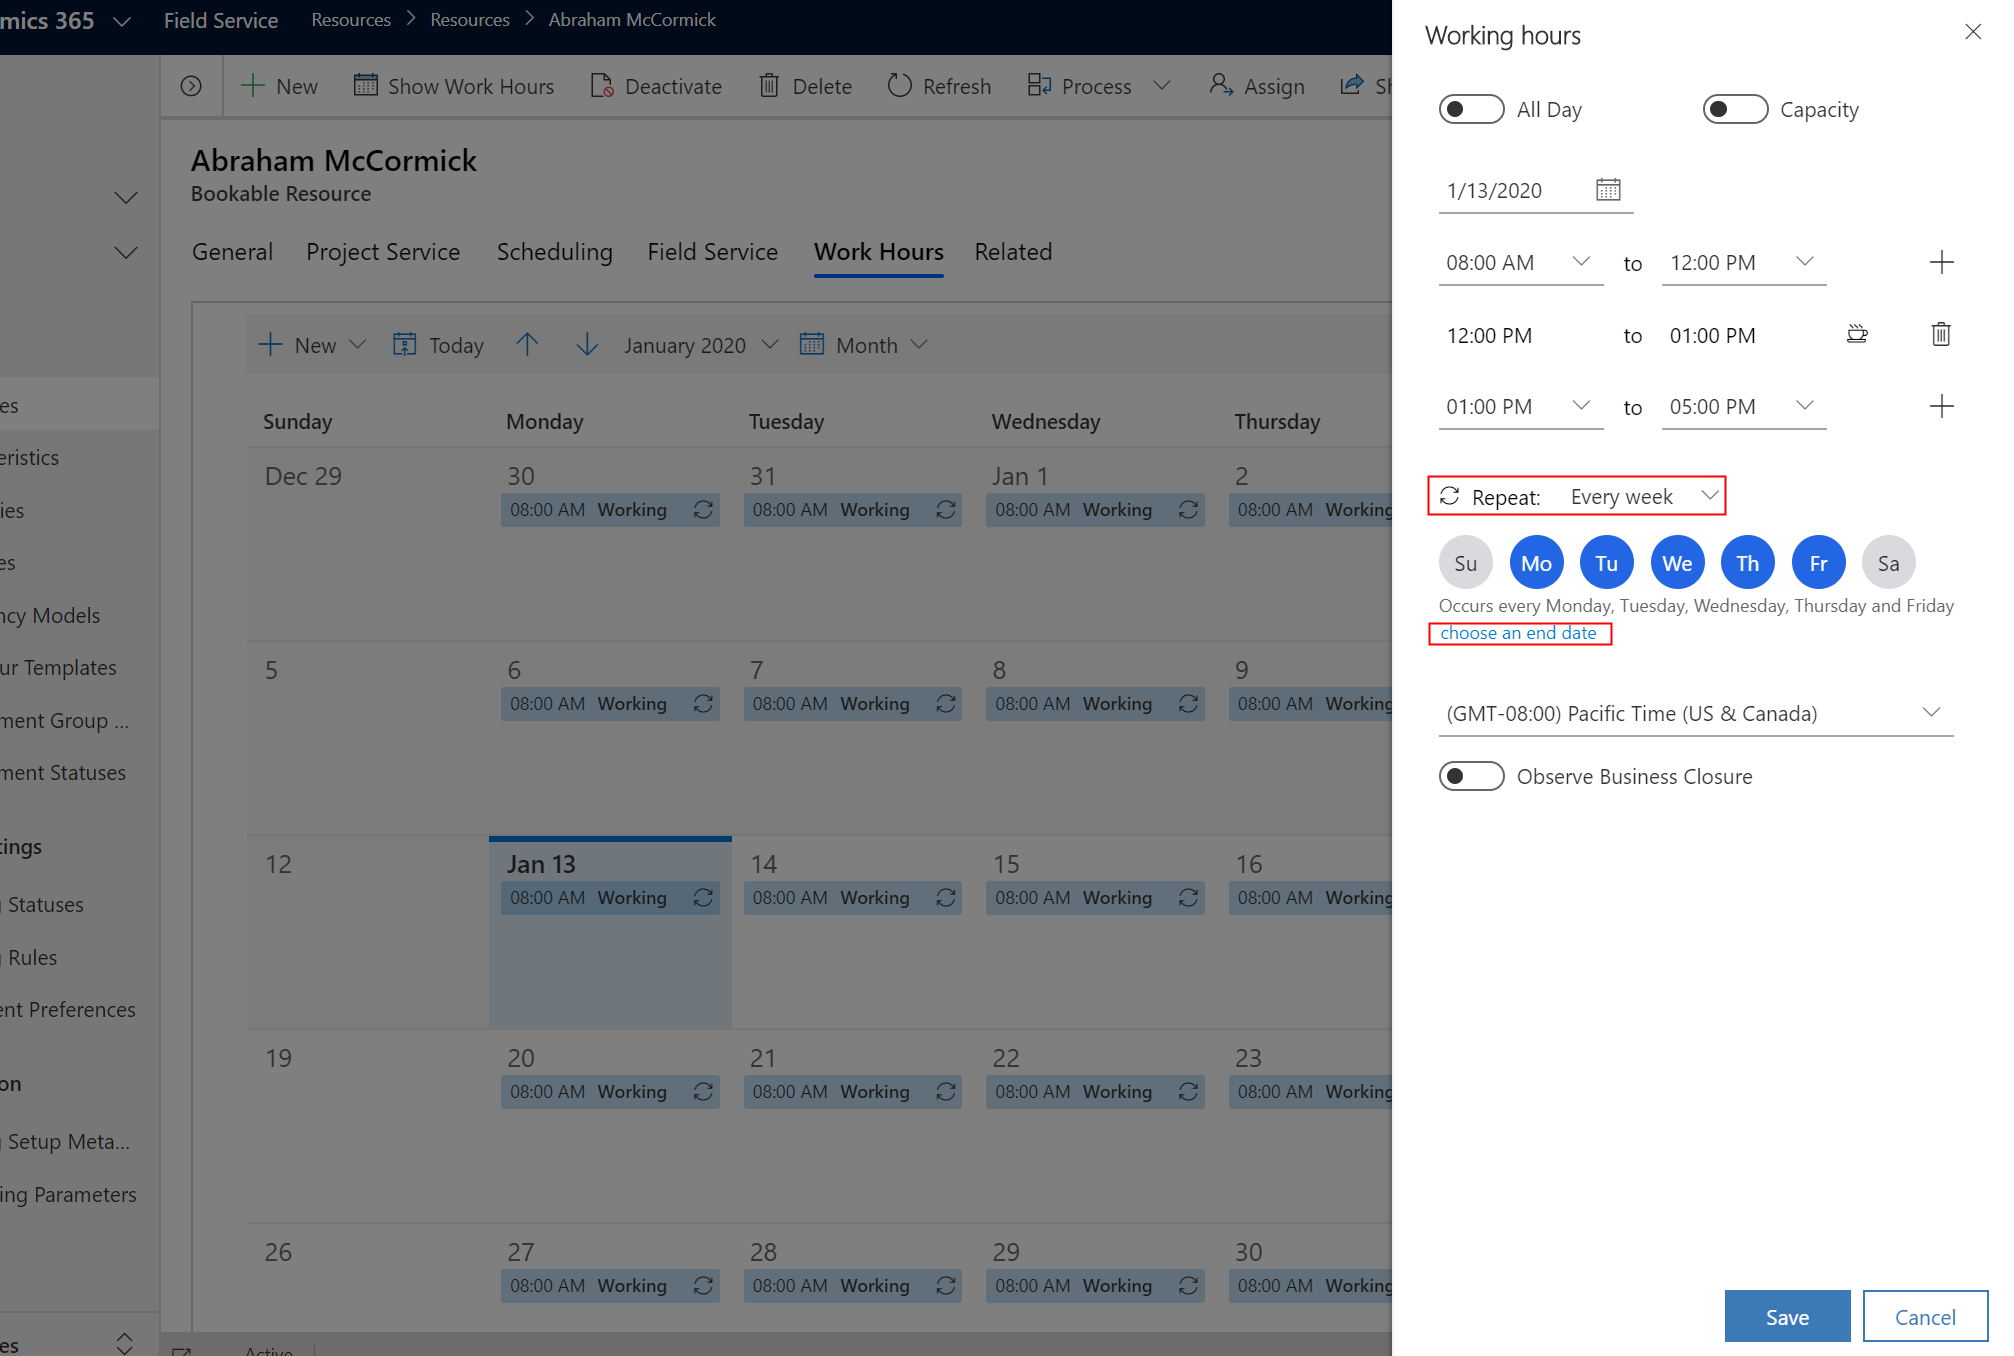 mics 365
Field Service
Resources
Resources
Abraham McCormick
New
Show Work Hours
Deactivate
Delete
Refresh
Process
Assign
Sh
Abraham McCormick
Bookable Resource
General
Project Service
Scheduling
Field Service
Work Hours
Related
New
Today
January 2020
Month
Sunday
Monday
Tuesday
Wednesday
Thursday
Dec 29
30
31
Jan 1
2
08:00 AM Working
08:00 AM Working
08:00 AM Working
08:00 AM Working
5
6
7
8
9
08:00 AM Working
08:00 AM Working
08:00 AM Working
08:00 AM Working
12
Jan 13
14
15
16
08:00 AM Working
08:00 AM Working
08:00 AM Working
08:00 AM Working
19
20
21
22
23
08:00 AM Working
08:00 AM Working
08:00 AM Working
08:00 AM Working
26
27
28
29
30
08:00 AM Working
08:00 AM Working
08:00 AM Working
08:00 AM Working
es
eristics
ies
es
ncy Models
ur Templates
ment Group ...
ment Statuses
tings
Statuses
Rules
ent Preferences
on
Setup Meta...
ing Parameters
es
Active
Working hours
All Day
Capacity
1/13/2020
08:00 AM to 12:00 PM
12:00 PM to 01:00 PM
01:00 PM to 05:00 PM
Repeat: Every week
Su Mo Tu We Th Fr Sa
Occurs every Monday, Tuesday, Wednesday, Thursday and Friday
choose an end date
(GMT-08:00) Pacific Time (US & Canada)
Observe Business Closure
Save
Cancel